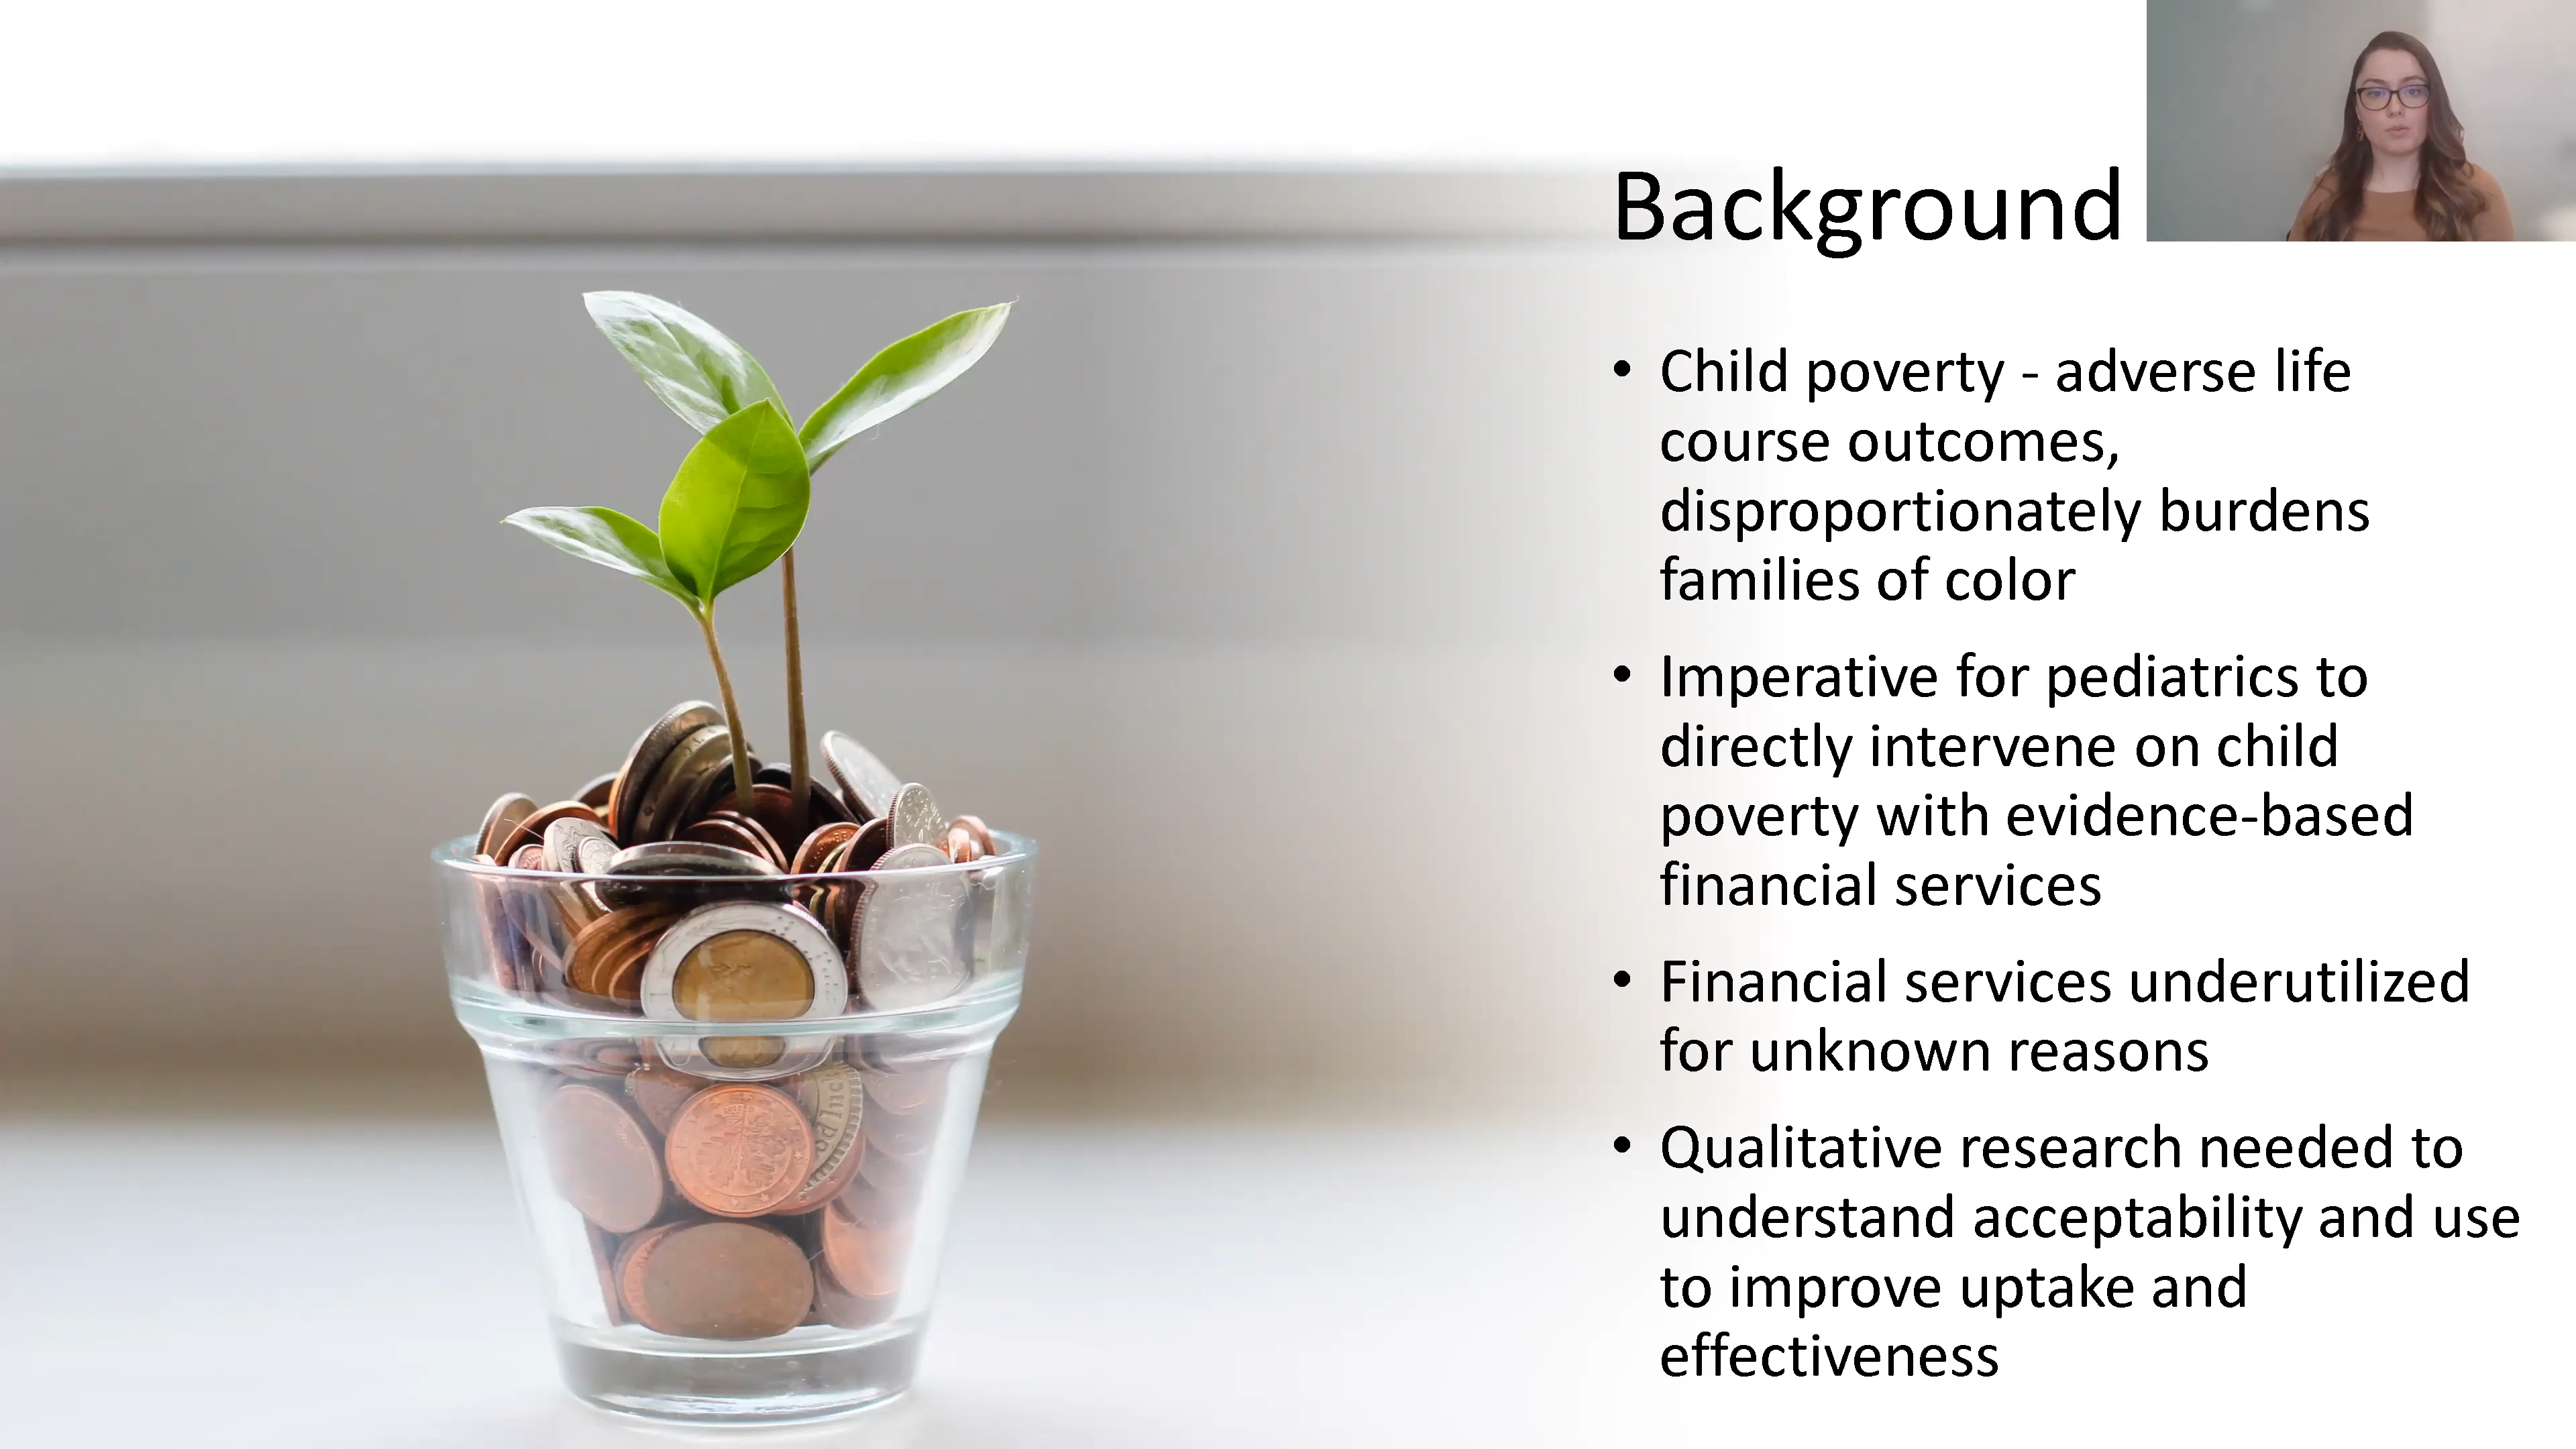 Background
• Child poverty - adverse life
course outcomes,
disproportionately burdens
families of color
• Imperative for pediatrics to
directly intervene on child
poverty with evidence-based
financial services
• Financial services underutilized
for unknown reasons
• Qualitative research needed to
understand acceptability and use
to improve uptake and
effectiveness